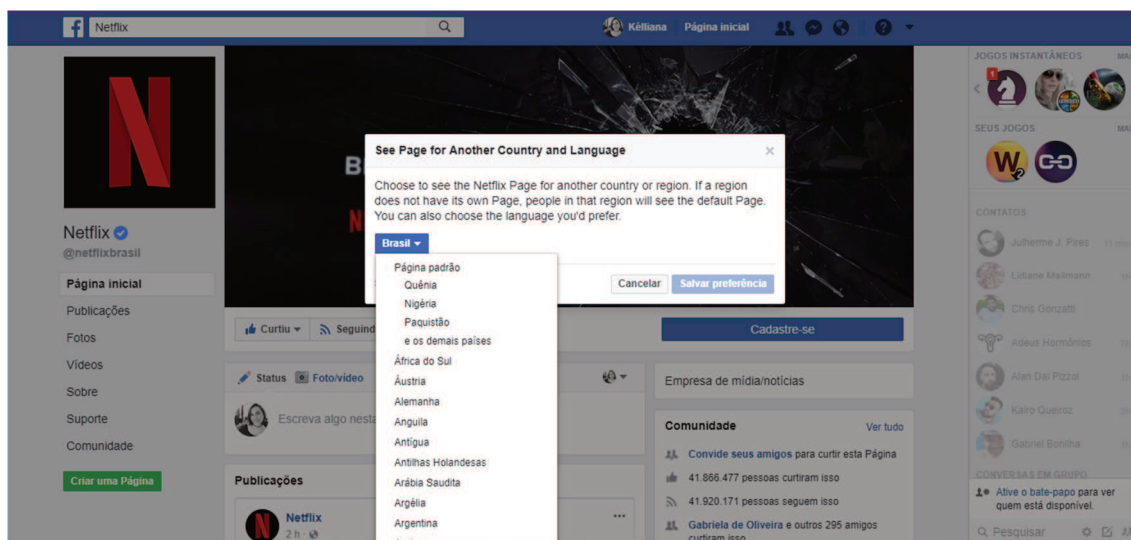 Netflix
Kélliana Página inicial
JOGOS INSTANTÂNEOS
1
SEUS JOGOS
CONTATOS
Julherme J. Pires
Lidiane Mallmann
Chris Gonzatti
Adeus Hormônios
Alan Dal Pizzol
Kairo Queiroz
Gabriel Bonilha
CONVERSAS EM GRUPO
Ative o bate-papo para ver
quem está disponível.
Pesquisar
Netflix
@netflixbrasil
Página inicial
Publicações
Fotos
Vídeos
Sobre
Suporte
Comunidade
Criar uma Página
See Page for Another Country and Language
Choose to see the Netflix Page for another country or region. If a region
does not have its own Page, people in that region will see the default Page.
You can also choose the language you'd prefer.
Brasil
Página padrão
Quênia
Nigéria
Paquistão
e os demais países
África do Sul
Áustria
Alemanha
Anguila
Antígua
Antilhas Holandesas
Arábia Saudita
Argélia
Argentina
Cancelar Salvar preferência
Curtiu
Cadastre-se
Status Foto/vídeo
Escreva algo
Publicações
Netflix
2 h
Empresa de mídia/notícias
Comunidade Ver tudo
Convide seus amigos para curtir esta Página
41.866.477 pessoas curtiram isso
41.920.171 pessoas seguem isso
Gabriela de Oliveira e outros 295 amigos
curtiram isso